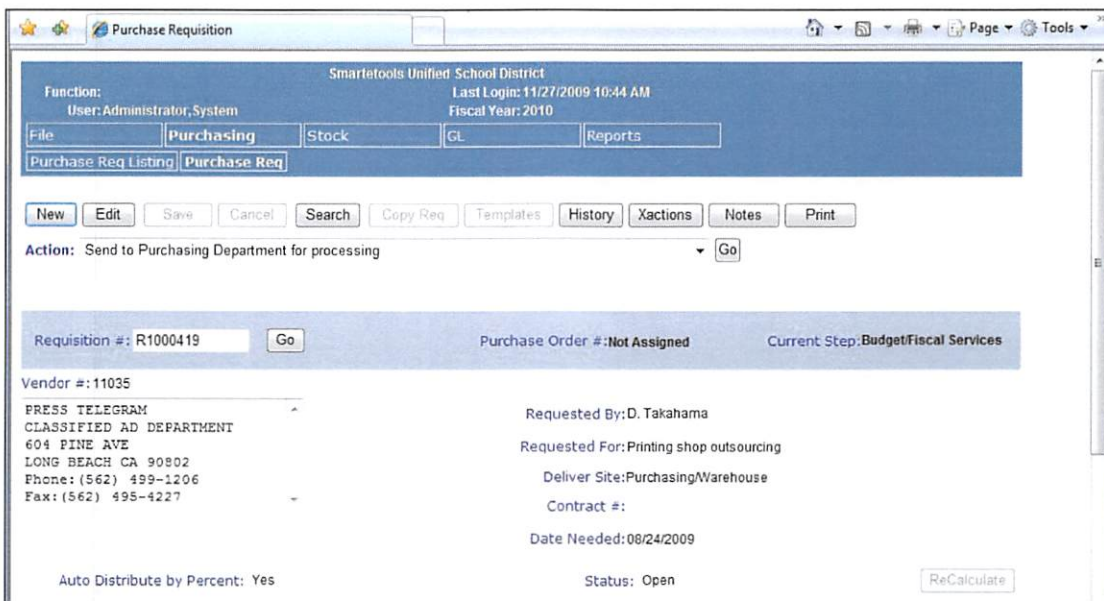 Purchase Requisition
Page Tools
Smartetools Unified School District
Function: Last Login: 11/27/2009 10:44 AM
User: Administrator,System Fiscal Year: 2010
File Purchasing Stock GL Reports
Purchase Req Listing Purchase Req
New Edit Save Cancel Search Copy Req Templates History Xactions Notes Print
Action: Send to Purchasing Department for processing Go
Requisition #: R1000419 Go Purchase Order #:Not Assigned Current Step:Budget/Fiscal Services
Vendor #:11035
PRESS TELEGRAM
CLASSIFIED AD DEPARTMENT
604 PINE AVE
LONG BEACH CA 90802
Phone:(562) 499-1206
Fax:(562) 495-4227
Requested By:D. Takahama
Requested For:Printing shop outsourcing
Deliver Site:Purchasing/Warehouse
Contract #:
Date Needed:08/24/2009
Auto Distribute by Percent: Yes Status: Open ReCalculate